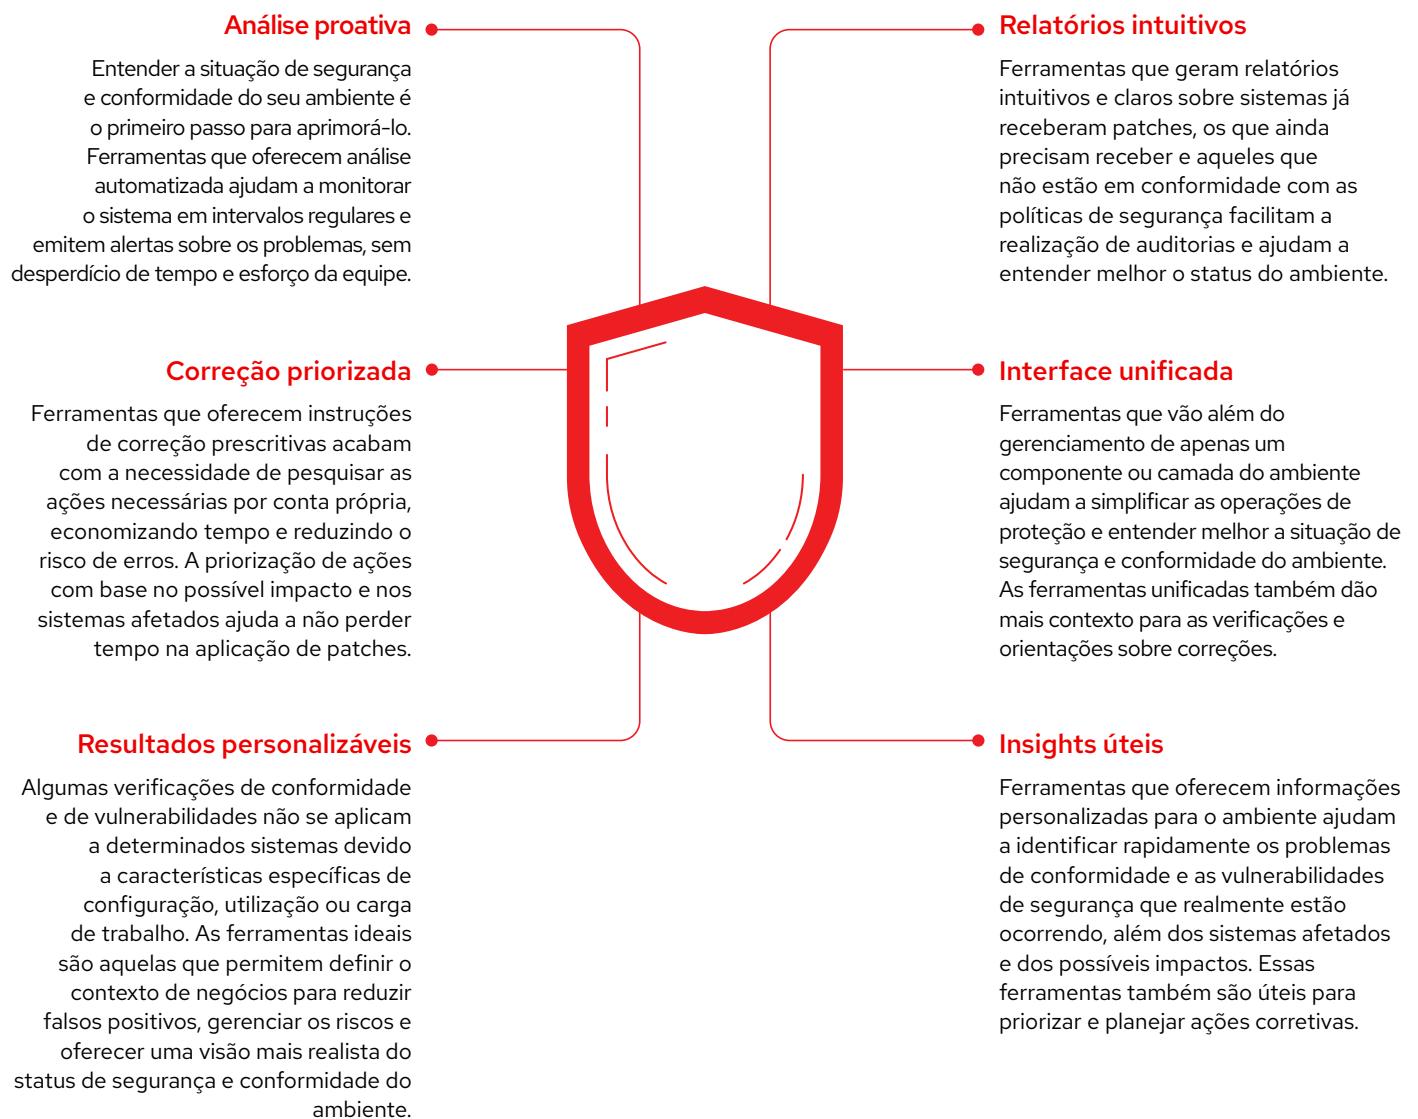 Análise proativa
Entender a situação de segurança
e conformidade do seu ambiente é
o primeiro passo para aprimorá-lo.
Ferramentas que oferecem análise
automatizada ajudam a monitorar
o sistema em intervalos regulares e
emitem alertas sobre os problemas, sem
desperdício de tempo e esforço da equipe.
Correção priorizada
Ferramentas que oferecem instruções
de correção prescritivas acabam
com a necessidade de pesquisar as
ações necessárias por conta própria,
economizando tempo e reduzindo o
risco de erros. A priorização de ações
com base no possível impacto e nos
sistemas afetados ajuda a não perder
tempo na aplicação de patches.
Resultados personalizáveis
Algumas verificações de conformidade
e de vulnerabilidades não se aplicam
a determinados sistemas devido
a características específicas de
configuração, utilização ou carga
de trabalho. As ferramentas ideais
são aquelas que permitem definir o
contexto de negócios para reduzir
falsos positivos, gerenciar os riscos e
oferecer uma visão mais realista do
status de segurança e conformidade do
ambiente.
Relatórios intuitivos
Ferramentas que geram relatórios
intuitivos e claros sobre sistemas já
receberam patches, os que ainda
precisam receber e aqueles que
não estão em conformidade com as
políticas de segurança facilitam a
realização de auditorias e ajudam a
entender melhor o status do ambiente.
Interface unificada
Ferramentas que vão além do
gerenciamento de apenas um
componente ou camada do ambiente
ajudam a simplificar as operações de
proteção e entender melhor a situação de
segurança e conformidade do ambiente.
As ferramentas unificadas também dão
mais contexto para as verificações e
orientações sobre correções.
Insights úteis
Ferramentas que oferecem informações
personalizadas para o ambiente ajudam
a identificar rapidamente os problemas
de conformidade e as vulnerabilidades
de segurança que realmente estão
ocorrendo, além dos sistemas afetados
e dos possíveis impactos. Essas
ferramentas também são úteis para
priorizar e planejar ações corretivas.